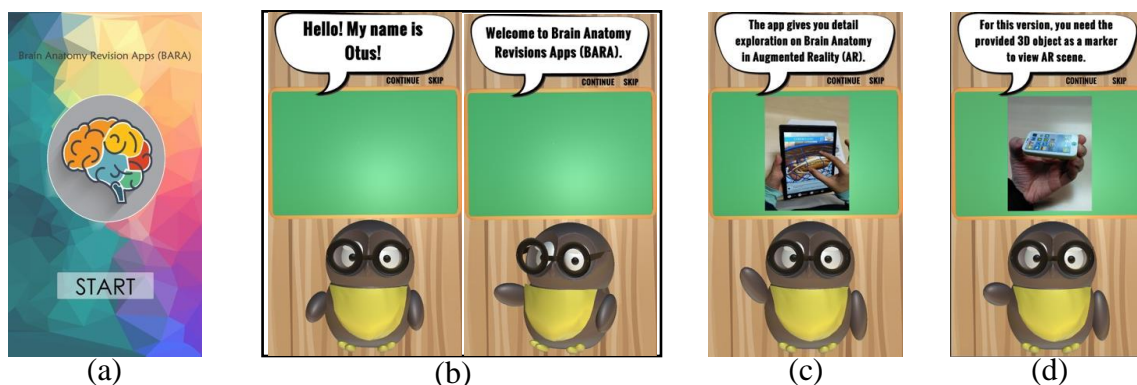 Brain Anatomy Revision Apps (BARA)
START
(a)
Hello! My name is
Otus!
CONTINUE SKIP
Welcome to Brain Anatomy
Revisions Apps (BARA).
CONTINUE SKIP
(b)
The app gives you detail
exploration on Brain Anatomy
in Augmented Reality (AR).
CONTINUE SKIP
(c)
For this version, you need the
provided 3D object as a marker
to view AR scene.
CONTINUE SKIP
(d)